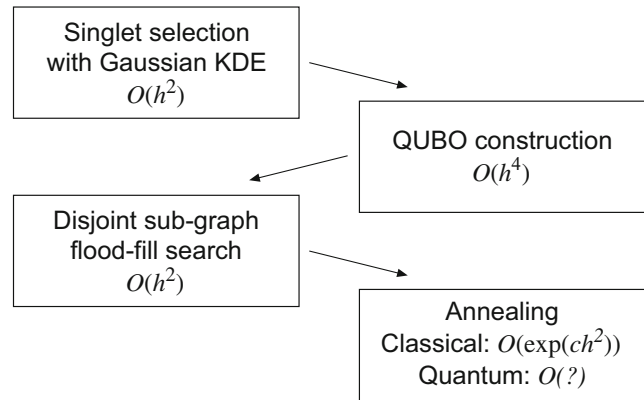 Singlet selection
with Gaussian KDE
O(h²)
QUBO construction
O(h⁴)
Disjoint sub-graph
flood-fill search
O(h²)
Annealing
Classical: O(exp(ch²))
Quantum: O(?)